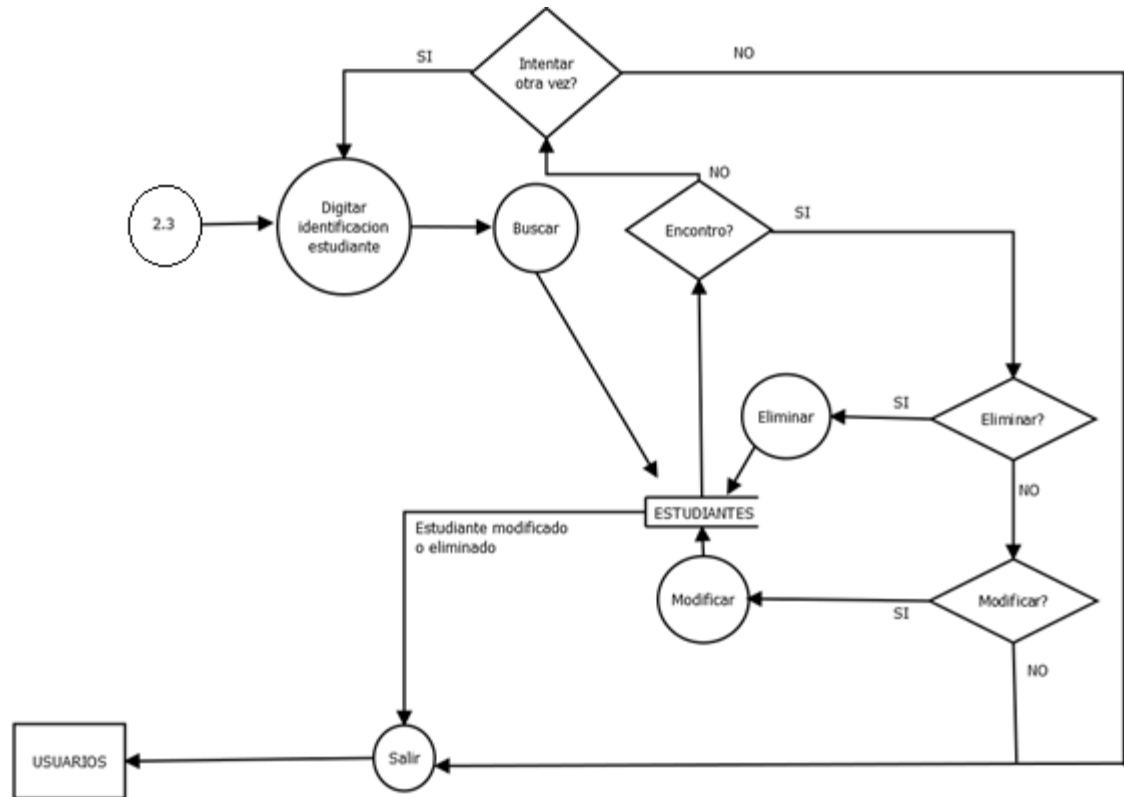 SI
NO
Intentar
otra vez?
NO
2.3
Digitar
identificacion
estudiante
Buscar
Encontro?
SI
Eliminar
SI
Eliminar?
NO
ESTUDIANTES
Estudiante modificado
o eliminado
Modificar
SI
Modificar?
NO
USUARIOS
Salir